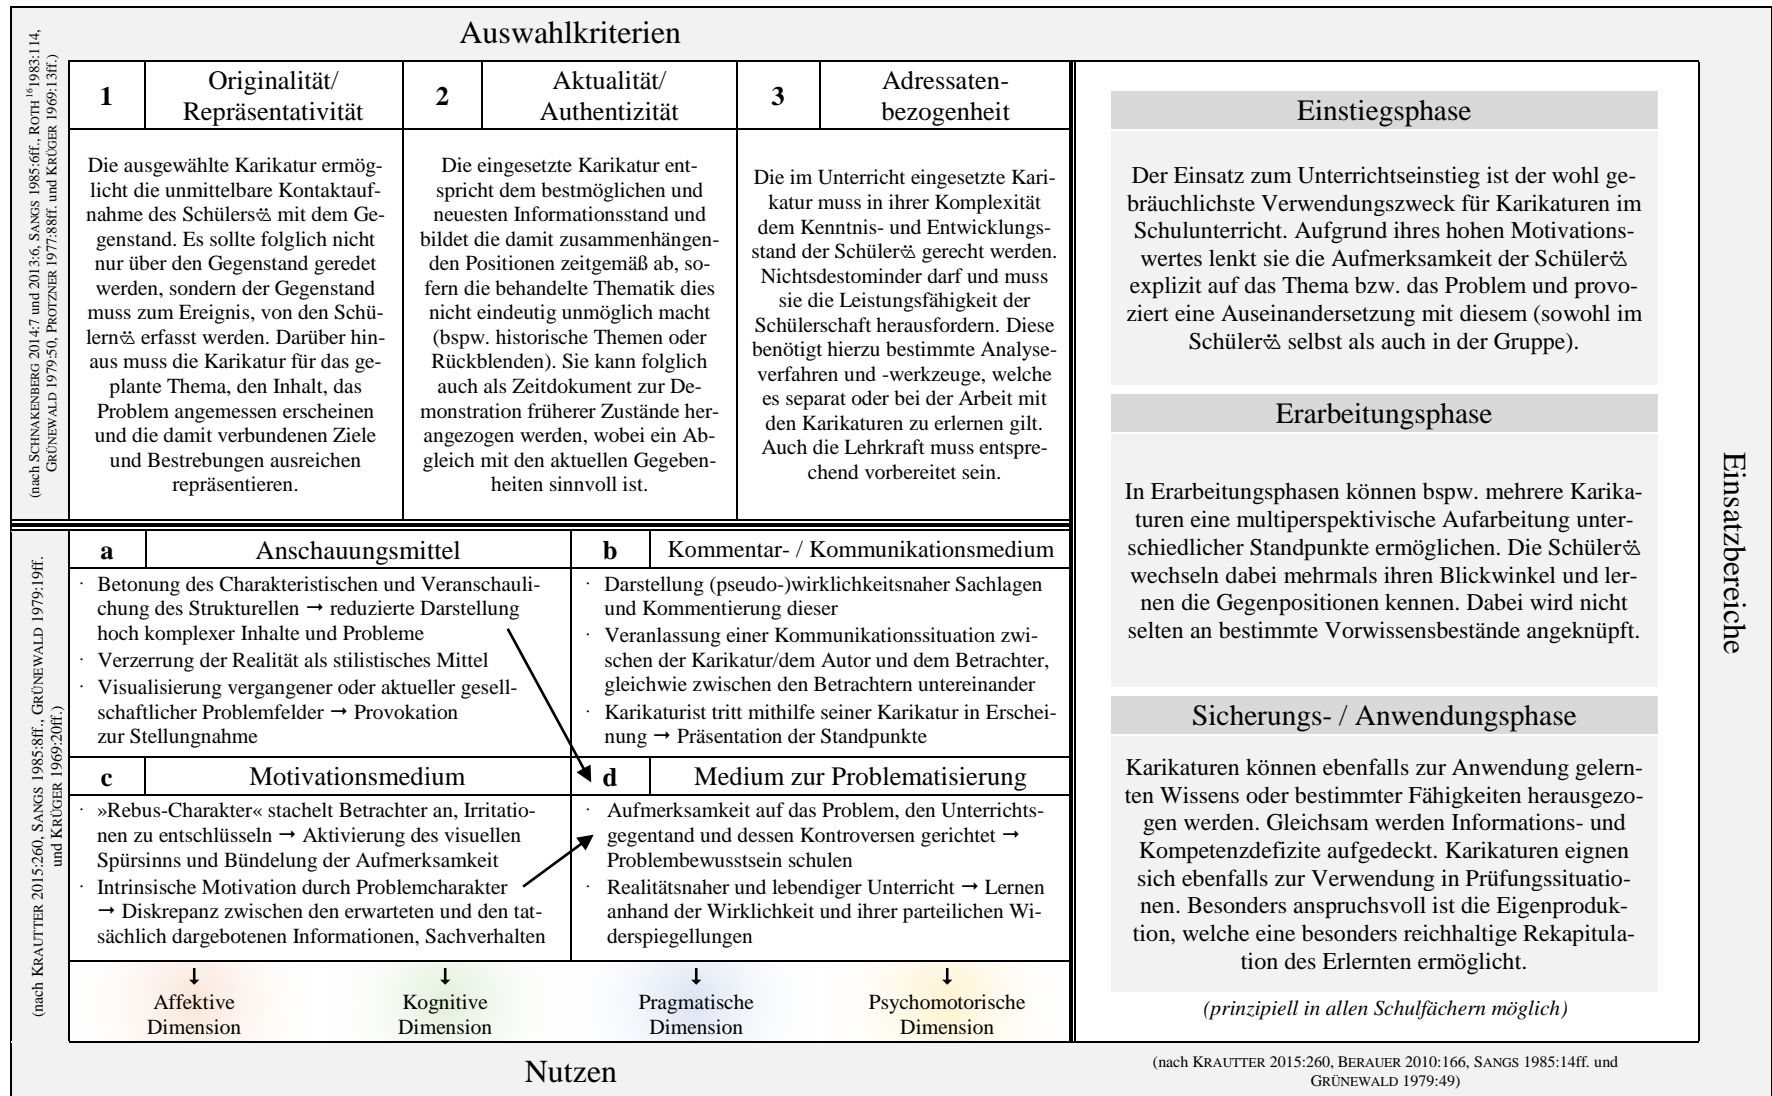 Auswahlkriterien
(nach SCHNAKENBERG 2014:7 und 2013:6, SANGS 1985:6ff., ROTH ¹⁶1983:114,
GRÜNEWALD 1979:50, PROTZNER 1977:88ff. und KRÜGER 1969:13ff.)
1
Originalität/
Repräsentativität
Die ausgewählte Karikatur ermög-
licht die unmittelbare Kontaktauf-
nahme des Schülers mit dem Ge-
genstand. Es sollte folglich nicht
nur über den Gegenstand geredet
werden, sondern der Gegenstand
muss zum Ereignis, von den Schü-
lern erfasst werden. Darüber hin-
aus muss die Karikatur für das ge-
plante Thema, den Inhalt, das
Problem angemessen erscheinen
und die damit verbundenen Ziele
und Bestrebungen ausreichen
repräsentieren.
2
Aktualität/
Authentizität
Die eingesetzte Karikatur ent-
spricht dem bestmöglichen und
neuesten Informationsstand und
bildet die damit zusammenhängen-
den Positionen zeitgemäß ab, so-
fern die behandelte Thematik dies
nicht eindeutig unmöglich macht
(bspw. historische Themen oder
Rückblenden). Sie kann folglich
auch als Zeitdokument zur De-
monstration früherer Zustände her-
angezogen werden, wobei ein Ab-
gleich mit den aktuellen Gegeben-
heiten sinnvoll ist.
3
Adressaten-
bezogenheit
Die im Unterricht eingesetzte Kari-
katur muss in ihrer Komplexität
dem Kenntnis- und Entwicklungs-
stand der Schüler gerecht werden.
Nichtsdestominder darf und muss
sie die Leistungsfähigkeit der
Schülerschaft herausfordern. Diese
benötigt hierzu bestimmte Analyse-
verfahren und -werkzeuge, welche
es separat oder bei der Arbeit mit
den Karikaturen zu erlernen gilt.
Auch die Lehrkraft muss entspre-
chend vorbereitet sein.
(nach KRAUTTER 2015:260, SANGS 1985:8ff., GRÜNEWALD 1979:19ff.
und KRÜGER 1969:20ff.)
a
Anschauungsmittel
· Betonung des Charakteristischen und Veranschauli-
chung des Strukturellen → reduzierte Darstellung
hoch komplexer Inhalte und Probleme
· Verzerrung der Realität als stilistisches Mittel
· Visualisierung vergangener oder aktueller gesell-
schaftlicher Problemfelder → Provokation
zur Stellungnahme
b
Kommentar- / Kommunikationsmedium
· Darstellung (pseudo-)wirklichkeitsnaher Sachlagen
und Kommentierung dieser
· Veranlassung einer Kommunikationssituation zwi-
schen der Karikatur/dem Autor und dem Betrachter,
gleichwie zwischen den Betrachtern untereinander
· Karikaturist tritt mithilfe seiner Karikatur in Erschei-
nung → Präsentation der Standpunkte
c
Motivationsmedium
· »Rebus-Charakter« stachelt Betrachter an, Irritatio-
nen zu entschlüsseln → Aktivierung des visuellen
Spürsinns und Bündelung der Aufmerksamkeit
· Intrinsische Motivation durch Problemcharakter
→ Diskrepanz zwischen den erwarteten und den tat-
sächlich dargebotenen Informationen, Sachverhalten
d
Medium zur Problematisierung
· Aufmerksamkeit auf das Problem, den Unterrichts-
gegentand und dessen Kontroversen gerichtet →
Problembewusstsein schulen
· Realitätsnaher und lebendiger Unterricht → Lernen
anhand der Wirklichkeit und ihrer parteilichen Wi-
derspiegellungen
↓
Affektive
Dimension
↓
Kognitive
Dimension
↓
Pragmatische
Dimension
↓
Psychomotorische
Dimension
Nutzen
Einstiegsphase
Der Einsatz zum Unterrichtseinstieg ist der wohl ge-
bräuchlichste Verwendungszweck für Karikaturen im
Schulunterricht. Aufgrund ihres hohen Motivations-
wertes lenkt sie die Aufmerksamkeit der Schüler
explizit auf das Thema bzw. das Problem und provo-
ziert eine Auseinandersetzung mit diesem (sowohl im
Schüler selbst als auch in der Gruppe).
Erarbeitungsphase
In Erarbeitungsphasen können bspw. mehrere Karika-
turen eine multiperspektivische Aufarbeitung unter-
schiedlicher Standpunkte ermöglichen. Die Schüler
wechseln dabei mehrmals ihren Blickwinkel und ler-
nen die Gegenpositionen kennen. Dabei wird nicht
selten an bestimmte Vorwissensbestände angeknüpft.
Sicherungs- / Anwendungsphase
Karikaturen können ebenfalls zur Anwendung gelern-
ten Wissens oder bestimmter Fähigkeiten herausgezo-
gen werden. Gleichsam werden Informations- und
Kompetenzdefizite aufgedeckt. Karikaturen eignen
sich ebenfalls zur Verwendung in Prüfungssituatio-
nen. Besonders anspruchsvoll ist die Eigenproduk-
tion, welche eine besonders reichhaltige Rekapitula-
tion des Erlernten ermöglicht.
(prinzipiell in allen Schulfächern möglich)
(nach KRAUTTER 2015:260, BERAUER 2010:166, SANGS 1985:14ff. und
GRÜNEWALD 1979:49)
Einsatzbereiche